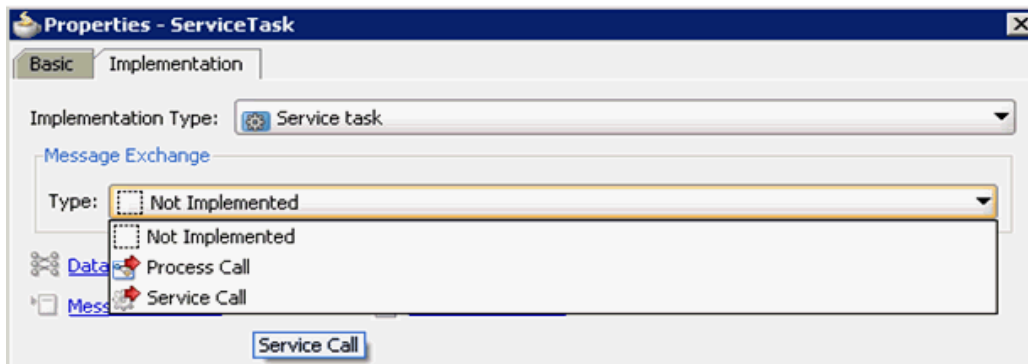 Properties - ServiceTask
Basic Implementation
Implementation Type: Service task
Message Exchange
Type: Not Implemented
Not Implemented
Data
Process Call
Service Call
Service Call